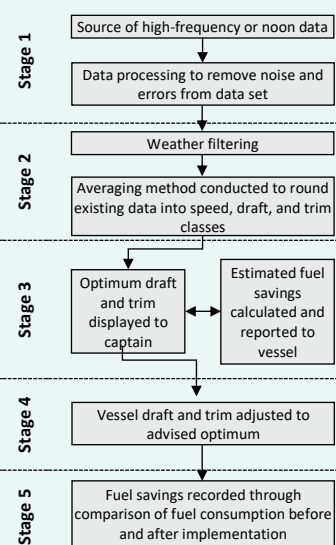 Stage 1
Source of high-frequency or noon data
Data processing to remove noise and
errors from data set
Stage 2
Weather filtering
Averaging method conducted to round
existing data into speed, draft, and trim
classes
Stage 3
Optimum draft
and trim
displayed to
captain
Estimated fuel
savings
calculated and
reported to
vessel
Stage 4
Vessel draft and trim adjusted to
advised optimum
Stage 5
Fuel savings recorded through
comparison of fuel consumption before
and after implementation